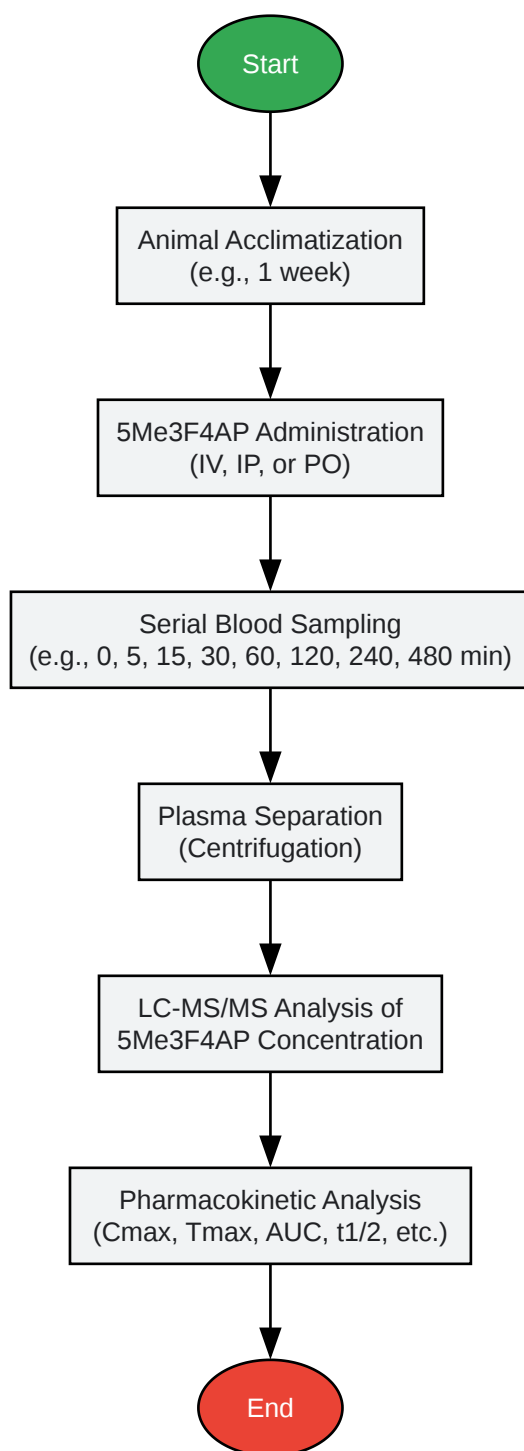 Start
Animal Acclimatization
(e.g., 1 week)
5Me3F4AP Administration
(IV, IP, or PO)
Serial Blood Sampling
(e.g., 0, 5, 15, 30, 60, 120, 240, 480 min)
Plasma Separation
(Centrifugation)
LC-MS/MS Analysis of
5Me3F4AP Concentration
Pharmacokinetic Analysis
(Cmax, Tmax, AUC, t1/2, etc.)
End